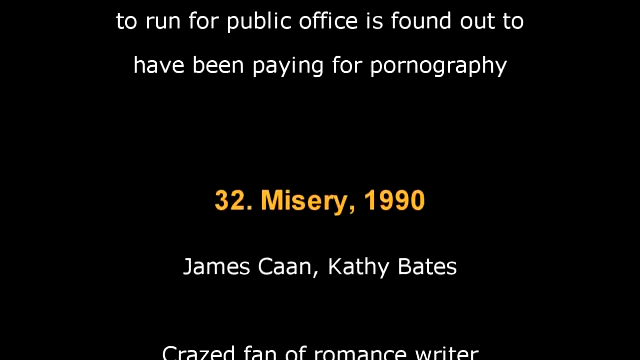 to run for public office is found out to
have been paying for pornography
32. Misery, 1990
James Caan, Kathy Bates
Crazed fan of romance writer